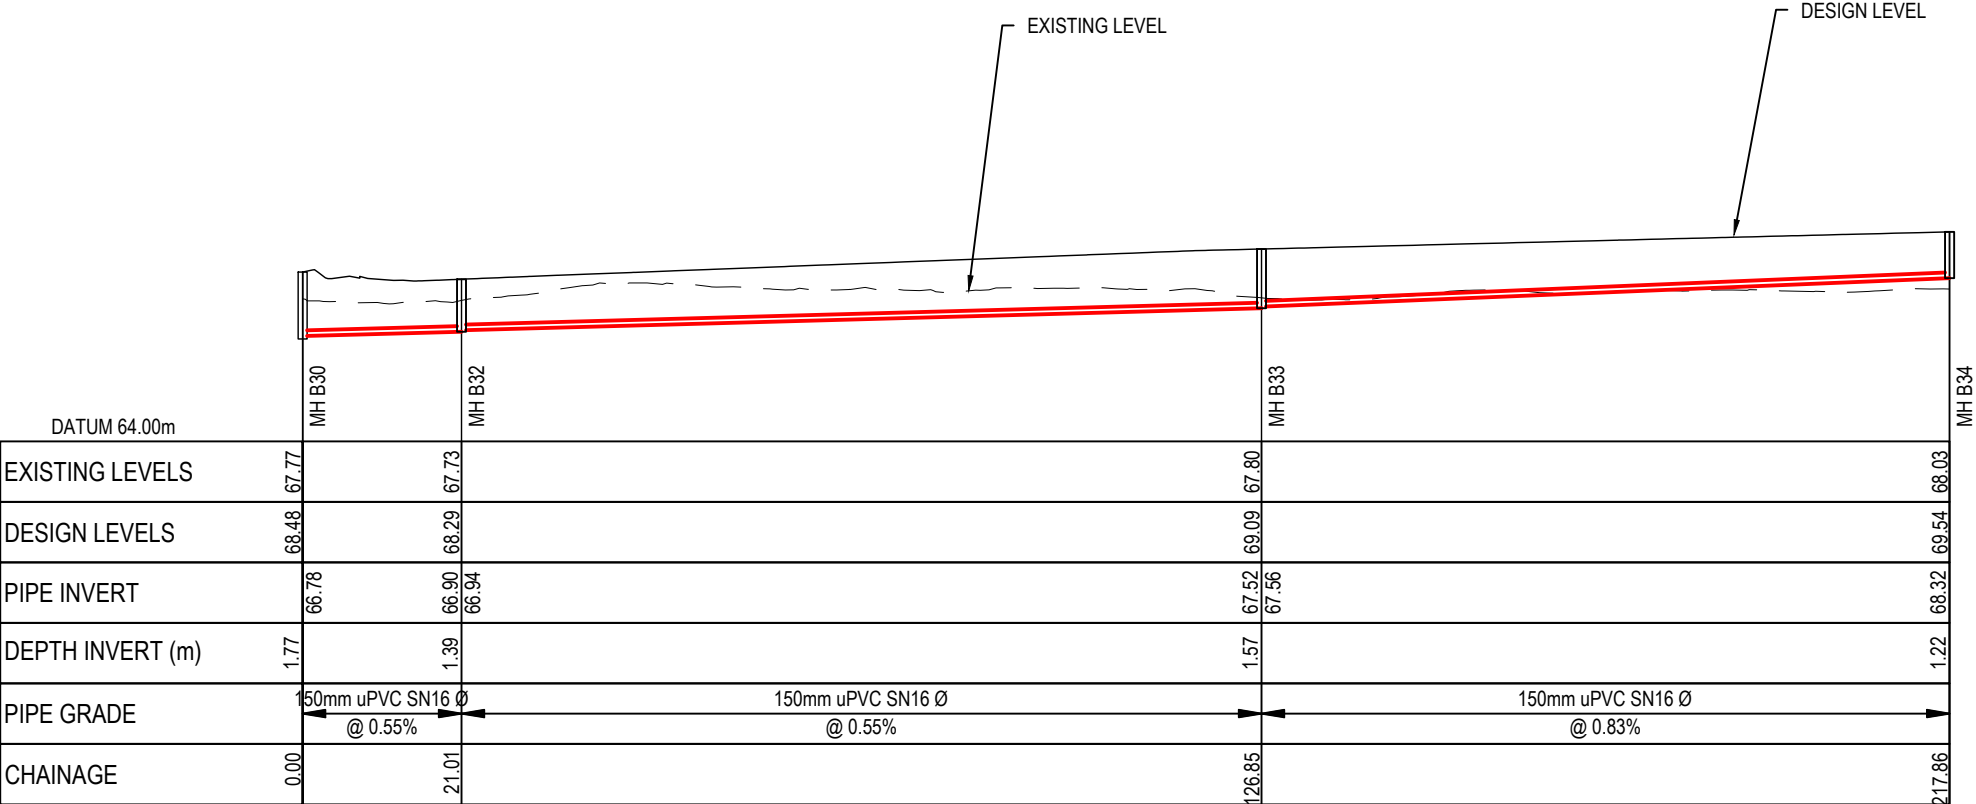 EXISTING LEVEL
DESIGN LEVEL
MH B30
MH B32
MH B33
MH B34
DATUM 64.00m
EXISTING LEVELS 67.77 67.73 67.80 68.03
DESIGN LEVELS 68.48 68.29 69.09 69.54
PIPE INVERT 66.78 66.90 66.94 67.52 67.56 68.32
DEPTH INVERT (m) 1.77 1.39 1.57 1.22
PIPE GRADE
150mm uPVC SN16 Ø
@ 0.55%
150mm uPVC SN16 Ø
@ 0.55%
150mm uPVC SN16 Ø
@ 0.83%
CHAINAGE 0.00 21.01 126.85 217.86